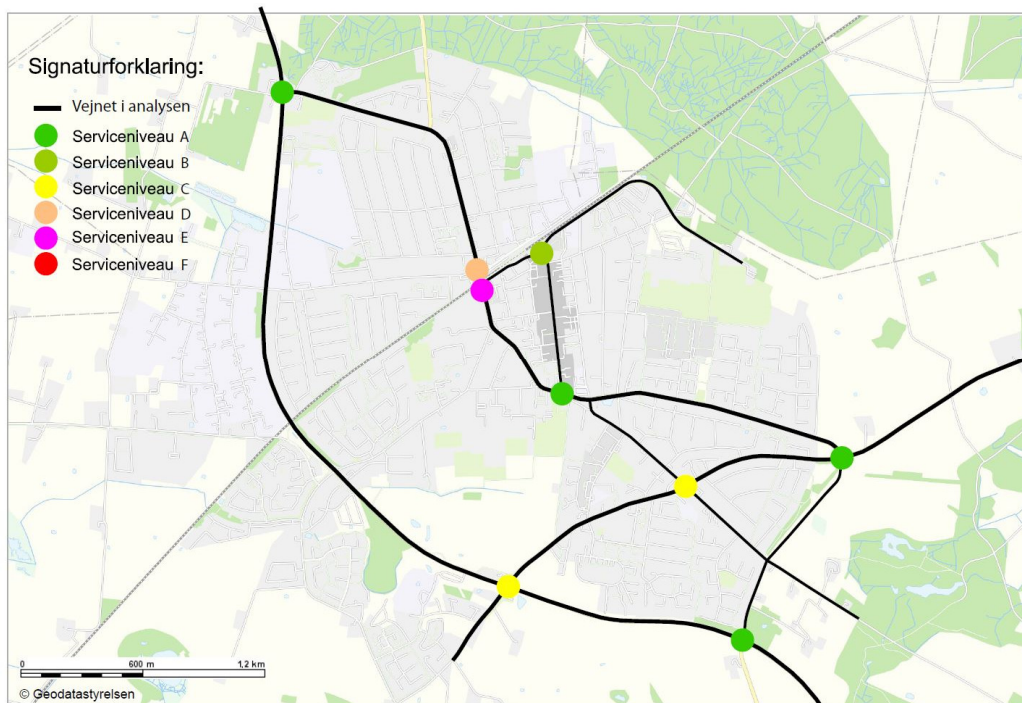 Signaturforklaring:
Vejnet i analysen
Serviceniveau A
Serviceniveau B
Serviceniveau C
Serviceniveau D
Serviceniveau E
Serviceniveau F
0 600 m 1,2 km
© Geodatastyrelsen